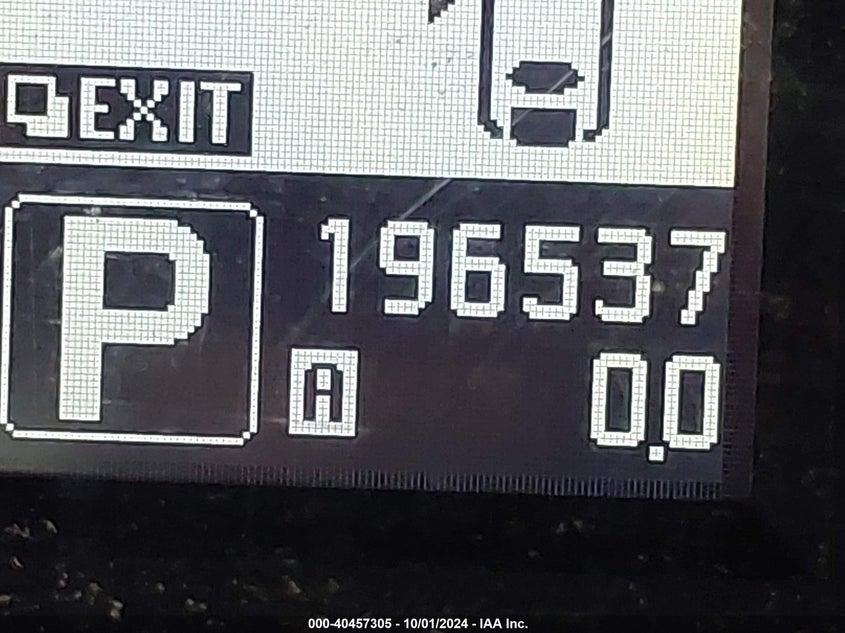 EXIT
P
196537
A 0.0
000-40457305 - 10/01/2024 - IAA Inc.